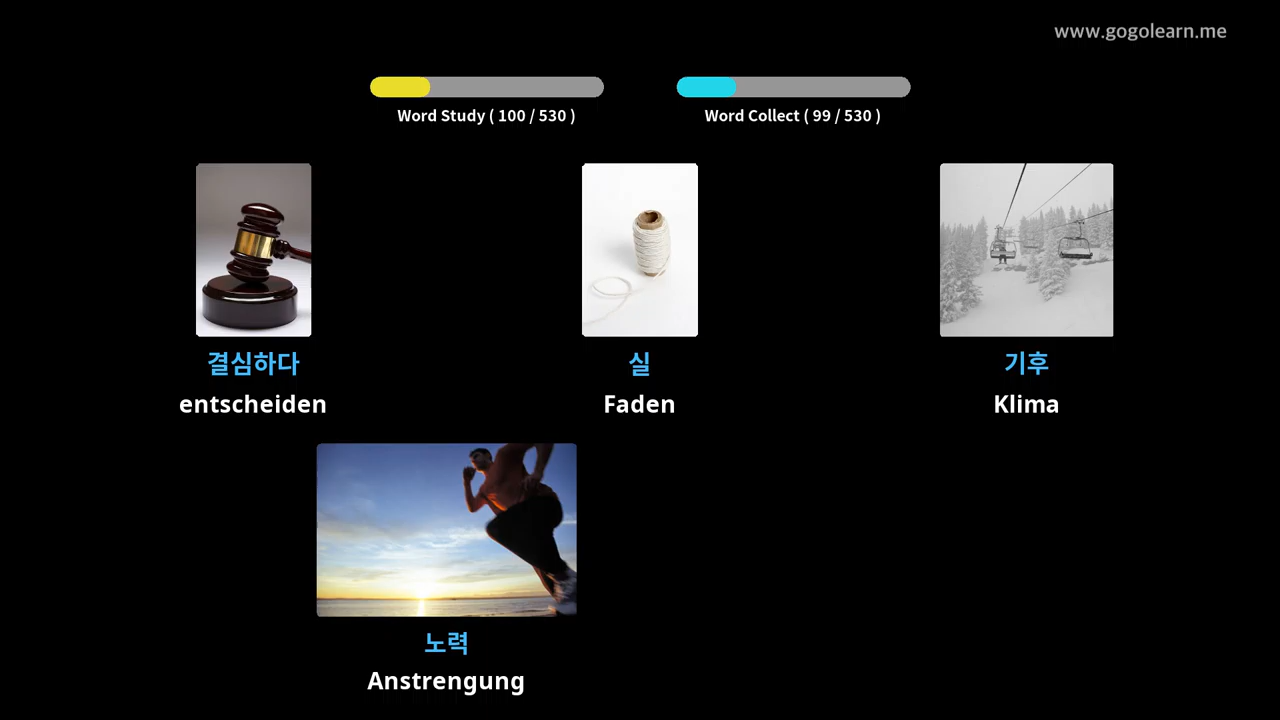 www.gogolearn.me
Word Study ( 100 / 530 )
Word Collect ( 99 / 530 )
결심하다
entscheiden
실
Faden
기후
Klima
노력
Anstrengung